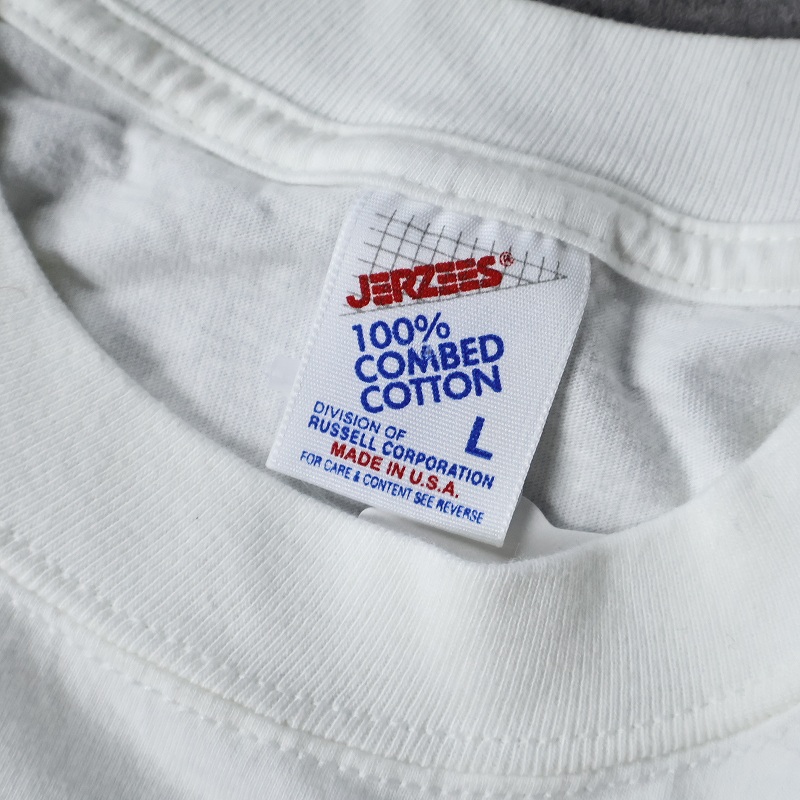 JERZEES®
100%
COMBED
COTTON
L
DIVISION OF
RUSSELL CORPORATION
MADE IN U.S.A.
FOR CARE & CONTENT SEE REVERSE